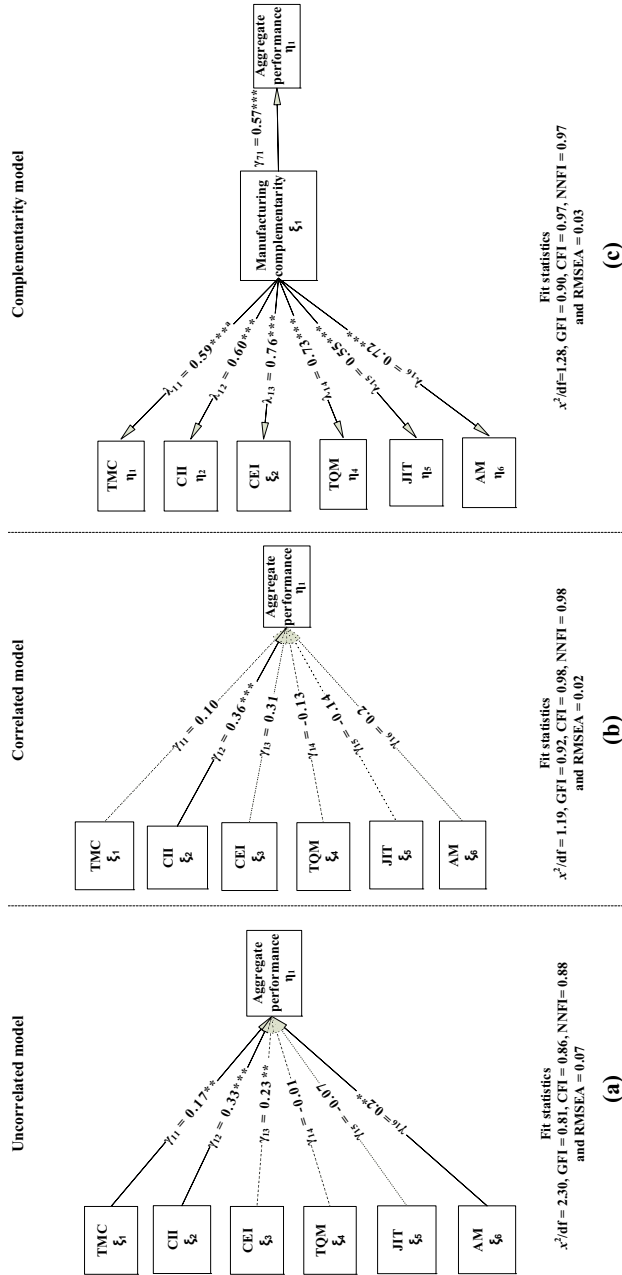 Uncorrelated model
TMC
ξ1
CII
ξ2
CEI
ξ3
TQM
ξ4
JIT
ξ5
AM
ξ6
γ11 = 0.17**
γ12 = 0.33***
γ13 = 0.23**
γ14 = -0.01
γ15 = -0.07
γ16 = 0.2**
Aggregate
performance
η1
Fit statistics
x²/df = 2.30, GFI = 0.81, CFI = 0.86, NNFI= 0.88
and RMSEA = 0.07
(a)
Correlated model
TMC
ξ1
CII
ξ2
CEI
ξ3
TQM
ξ4
JIT
ξ5
AM
ξ6
γ11 = 0.10
γ12 = 0.36***
γ13 = 0.31
γ14 = -0.13
γ15 = -0.14
γ16 = 0.2
Aggregate
performance
η1
Fit statistics
x²/df = 1.19, GFI = 0.92, CFI = 0.98, NNFI = 0.98
and RMSEA = 0.02
(b)
Complementarity model
TMC
η1
CII
η2
CEI
ξ2
TQM
η4
JIT
η5
AM
η6
λ11 = 0.59***a
λ12 = 0.60***
λ13 = 0.76***
λ14 = 0.73***
λ15 = 0.55***
λ16 = 0.72***
Manufacturing
complementarity
ξ1
γ71 = 0.57***
Aggregate
performance
η1
Fit statistics
x²/df=1.28, GFI = 0.90, CFI = 0.97, NNFI = 0.97
and RMSEA = 0.03
(c)